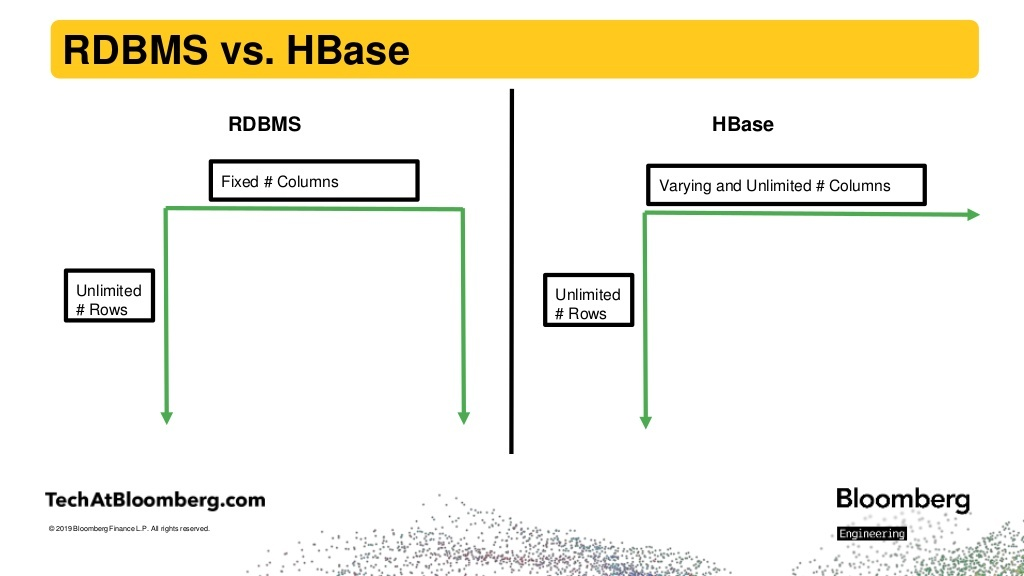 RDBMS vs. HBase
RDBMS
Fixed # Columns
Unlimited
# Rows
HBase
Varying and Unlimited # Columns
Unlimited
# Rows
TechAtBloomberg.com
© 2019 Bloomberg Finance L.P. All rights reserved.
Bloomberg
Engineering